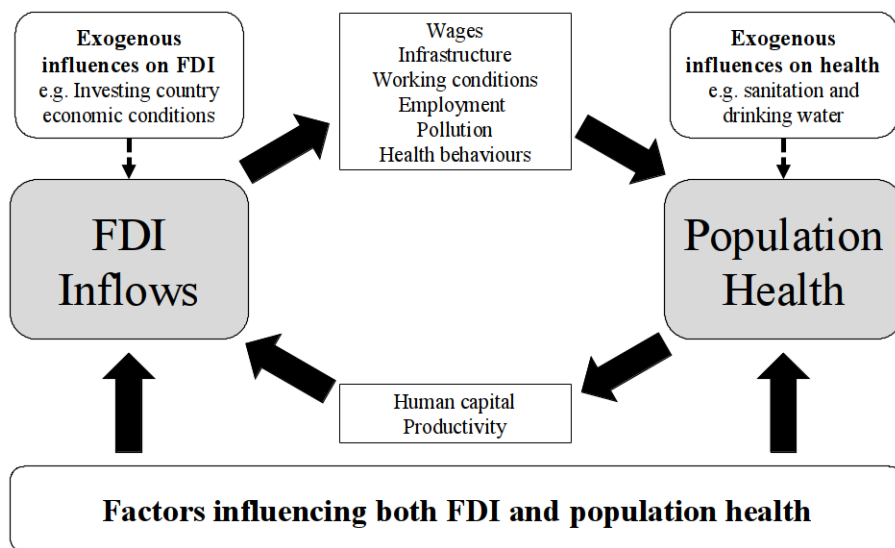 Exogenous
influences on FDI
e.g. Investing country
economic conditions
Wages
Infrastructure
Working conditions
Employment
Pollution
Health behaviours
Exogenous
influences on health
e.g. sanitation and
drinking water
FDI
Inflows
Population
Health
Human capital
Productivity
Factors influencing both FDI and population health